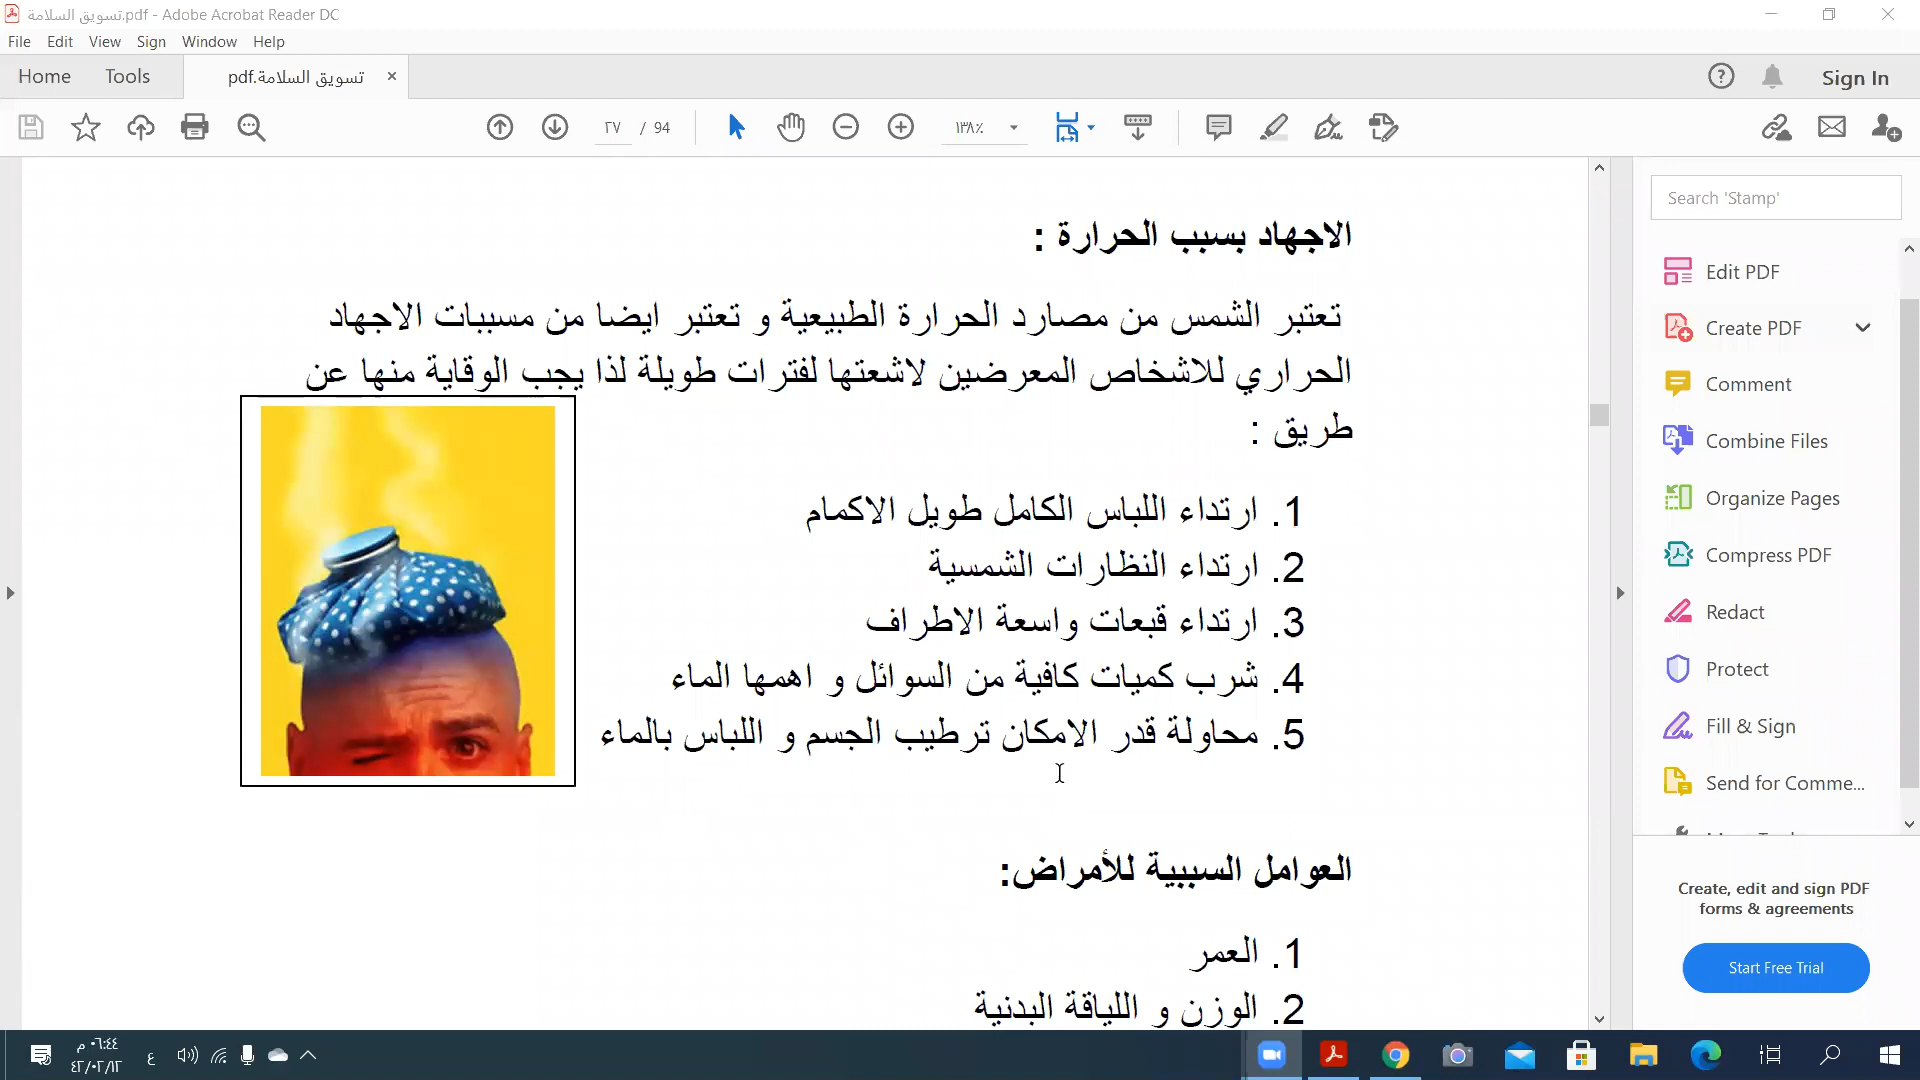 تسويق السلامة.pdf - Adobe Acrobat Reader DC
File Edit View Sign Window Help
Home Tools تسويق السلامة.pdf × Sign In
٢٧ / 94 ١٣٨٪
Search 'Stamp'
الاجهاد بسبب الحرارة :
تعتبر الشمس من مصارد الحرارة الطبيعية و تعتبر ايضا من مسببات الاجهاد
الحراري للاشخاص المعرضين لاشعتها لفترات طويلة لذا يجب الوقاية منها عن
طريق :
1. ارتداء اللباس الكامل طويل الاكمام
2. ارتداء النظارات الشمسية
3. ارتداء قبعات واسعة الاطراف
4. شرب كميات كافية من السوائل و اهمها الماء
5. محاولة قدر الامكان ترطيب الجسم و اللباس بالماء
العوامل السببية للأمراض:
1. العمر
2. الوزن و اللياقة البدنية
Edit PDF
Create PDF
Comment
Combine Files
Organize Pages
Compress PDF
Redact
Protect
Fill & Sign
Send for Comme...
Create, edit and sign PDF
forms & agreements
Start Free Trial
٠٦:٤٤ م
٤٢/٠٢/١٢
ع